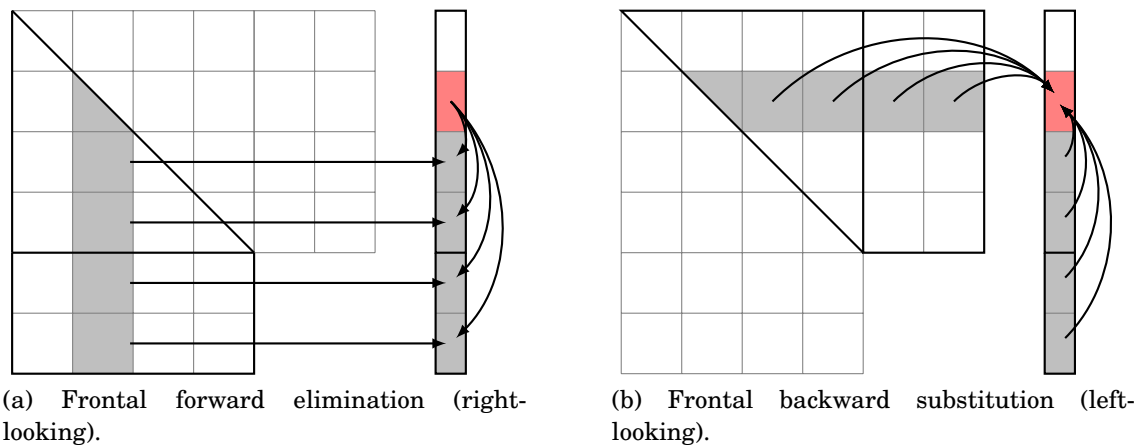 (a) Frontal forward elimination (right-
looking).
(b) Frontal backward substitution (left-
looking).